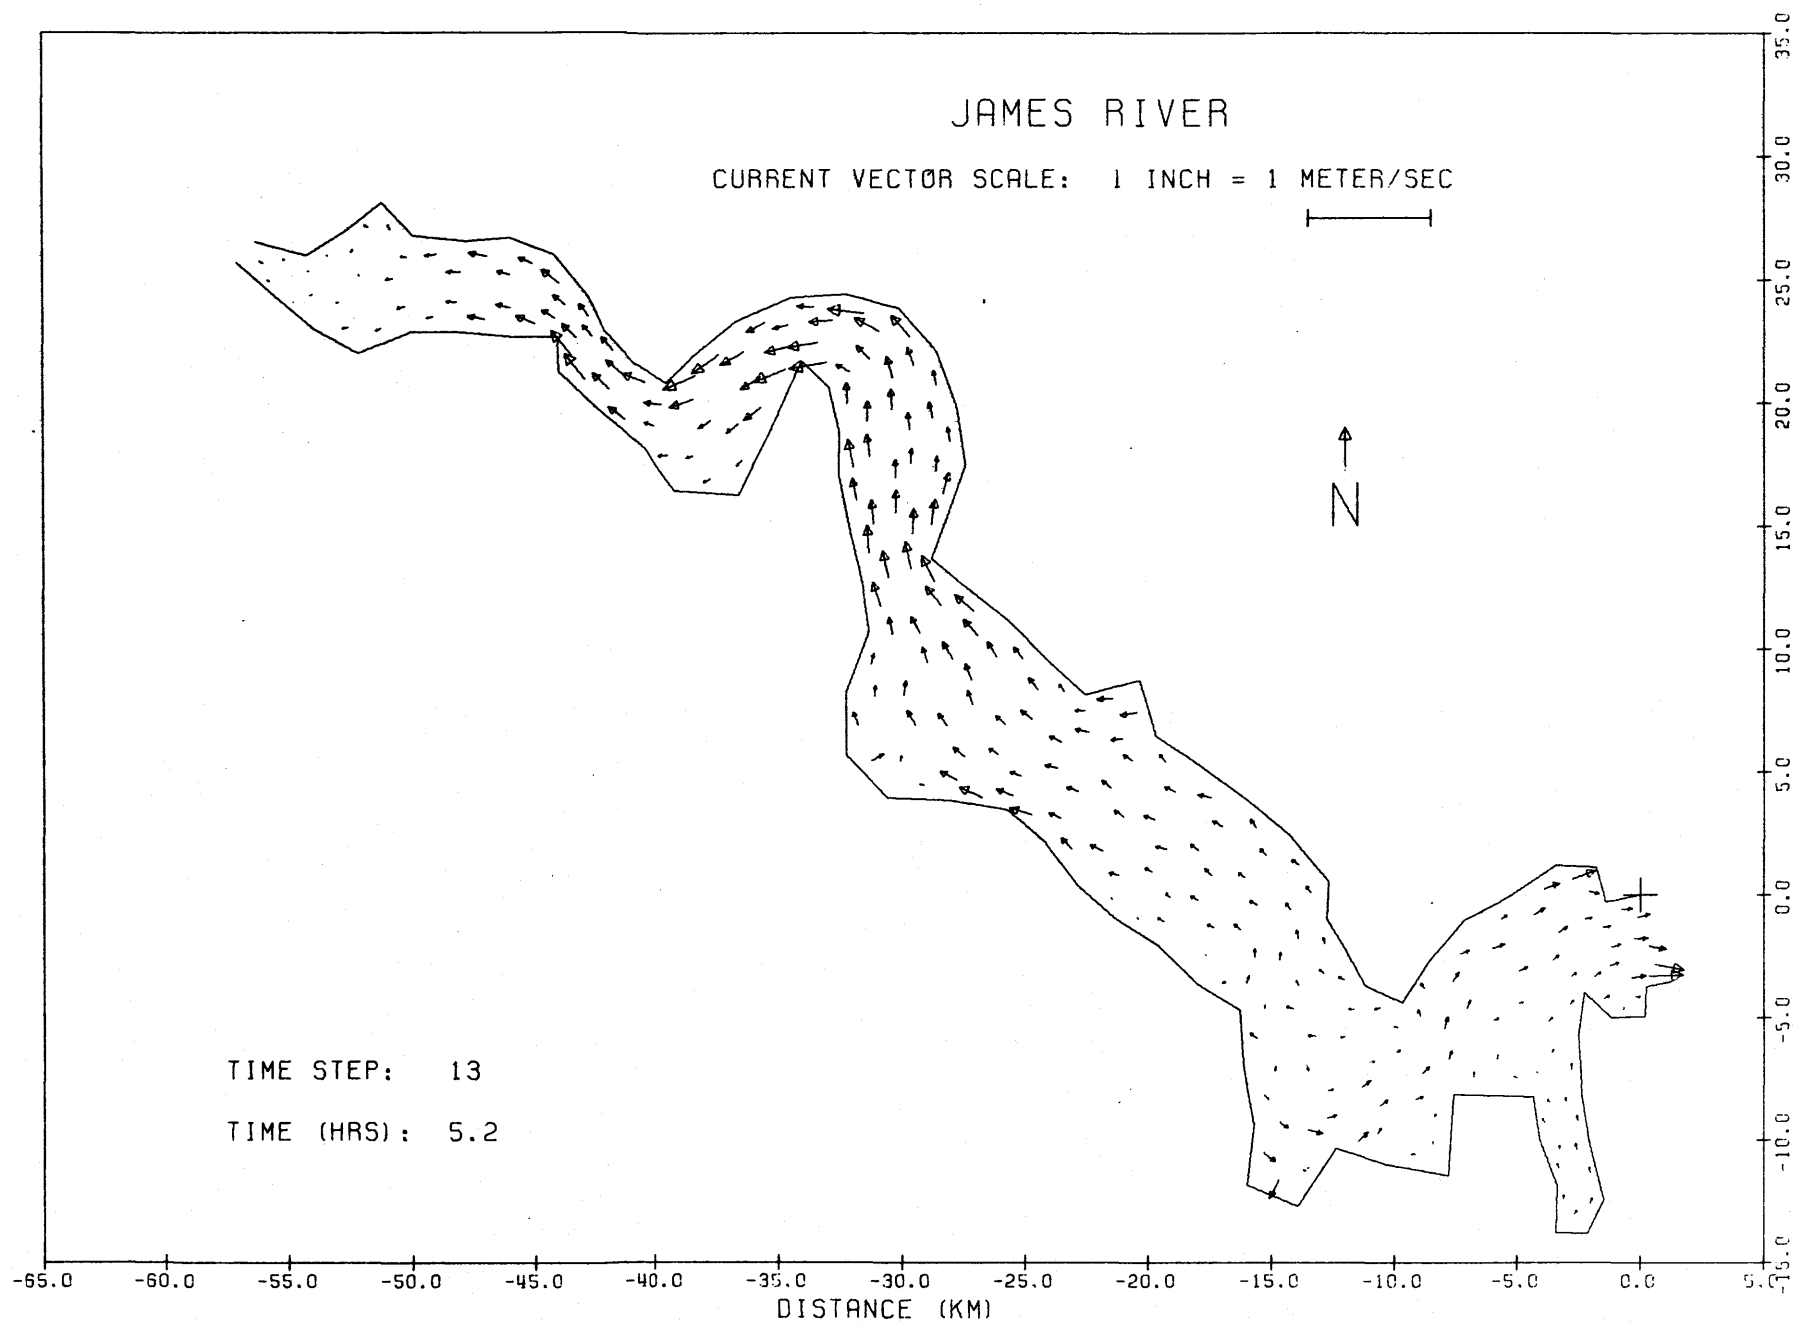 JAMES RIVER
CURRENT VECTOR SCALE: 1 INCH = 1 METER/SEC
N
TIME STEP: 13
TIME (HRS): 5.2
35.0
30.0
25.0
20.0
15.0
10.0
5.0
0.0
-5.0
-10.0
-15.0
-65.0 -60.0 -55.0 -50.0 -45.0 -40.0 -35.0 -30.0 -25.0 -20.0 -15.0 -10.0 -5.0 0.0 5.0
DISTANCE (KM)